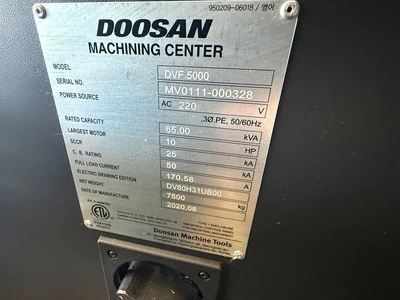 950209-06018 / 영어
DOOSAN
MACHINING CENTER
MODEL DVF 5000
SERIAL NO. MV0111-000328
POWER SOURCE AC 220 V
,3Ø,PE, 50/60Hz
RATED CAPACITY 65.00 kVA
LARGEST MOTOR 10 HP
SCCR 25 kA
C. B. RATING 50 kA
FULL LOAD CURRENT 170.58 A
ELECTRIC DRAWING EDITION DV80H31UB00
NET WEIGHT 7500 kg
DATE OF MANUFACTURE 2020.08
Doosan Machine Tools